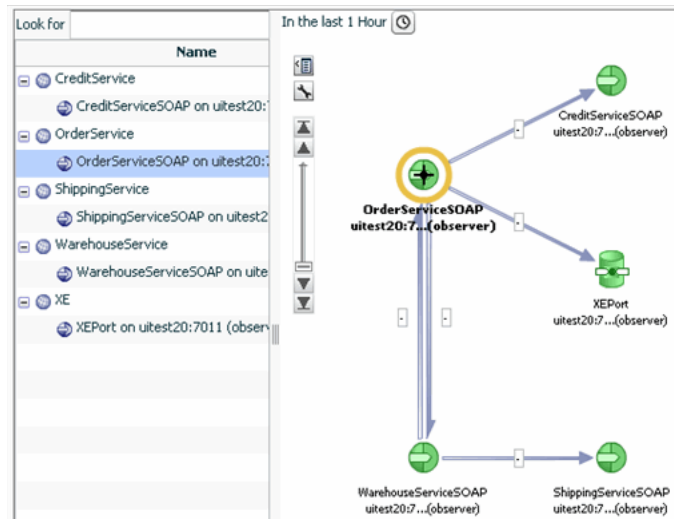 Look for
In the last 1 Hour
Name
CreditService
CreditServiceSOAP on uitest20:
OrderService
OrderServiceSOAP on uitest20:7
ShippingService
ShippingServiceSOAP on uitest2
WarehouseService
WarehouseServiceSOAP on uite
XE
XEPort on uitest20:7011 (observ
CreditServiceSOAP
uitest20:7...(observer)
OrderServiceSOAP
uitest20:7...(observer)
XEPort
uitest20:7...(observer)
WarehouseServiceSOAP
uitest20:7...(observer)
ShippingServiceSOAP
uitest20:7...(observer)